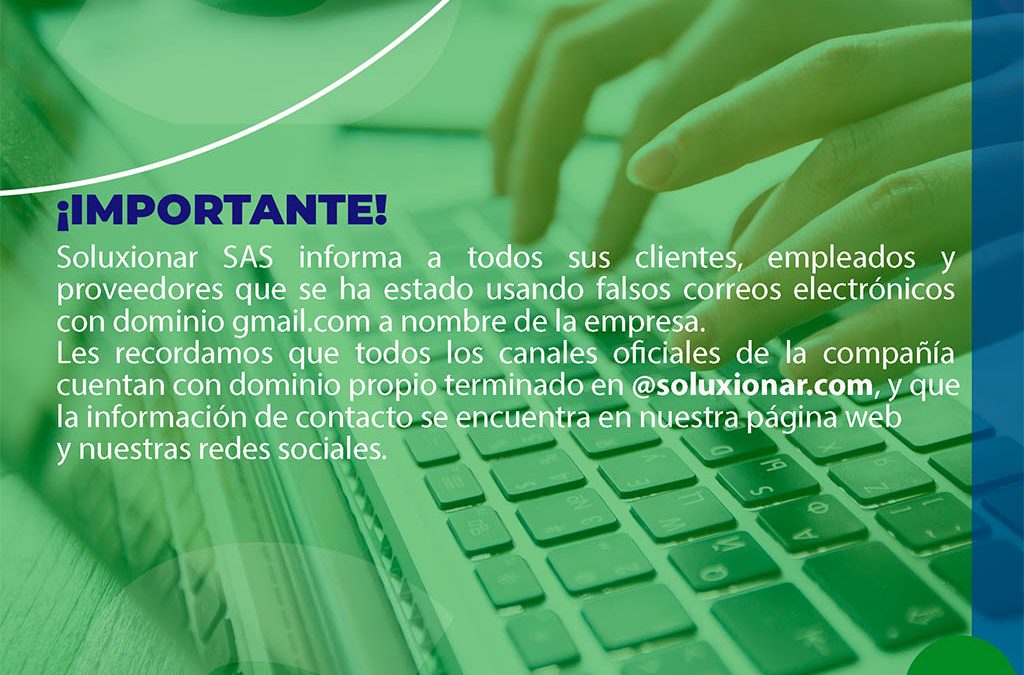 ¡IMPORTANTE!
Soluxionar SAS informa a todos sus clientes, empleados y
proveedores que se ha estado usando falsos correos electrónicos
con dominio gmail.com a nombre de la empresa.
Les recordamos que todos los canales oficiales de la compañía
cuentan con dominio propio terminado en @soluxionar.com, y que
la información de contacto se encuentra en nuestra página web
y nuestras redes sociales.